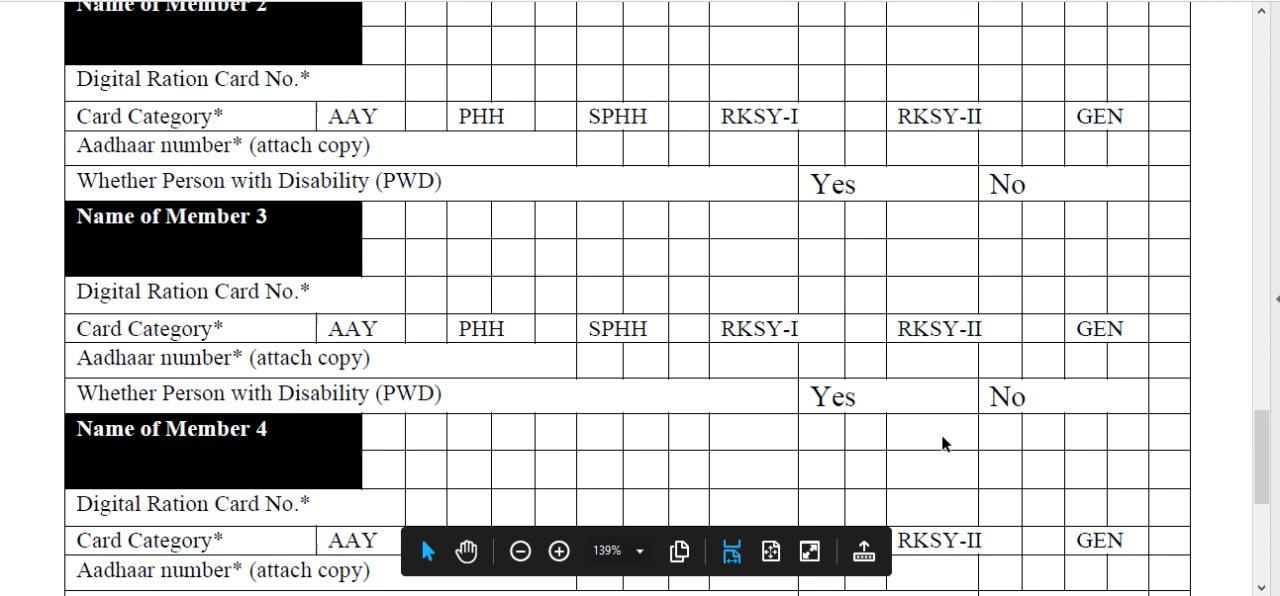 Name of Member 2
Digital Ration Card No.*
Card Category* AAY PHH SPHH RKSY-I RKSY-II GEN
Aadhaar number* (attach copy)
Whether Person with Disability (PWD) Yes No
Name of Member 3
Digital Ration Card No.*
Card Category* AAY PHH SPHH RKSY-I RKSY-II GEN
Aadhaar number* (attach copy)
Whether Person with Disability (PWD) Yes No
Name of Member 4
Digital Ration Card No.*
Card Category* AAY RKSY-II GEN
139%
Aadhaar number* (attach copy)